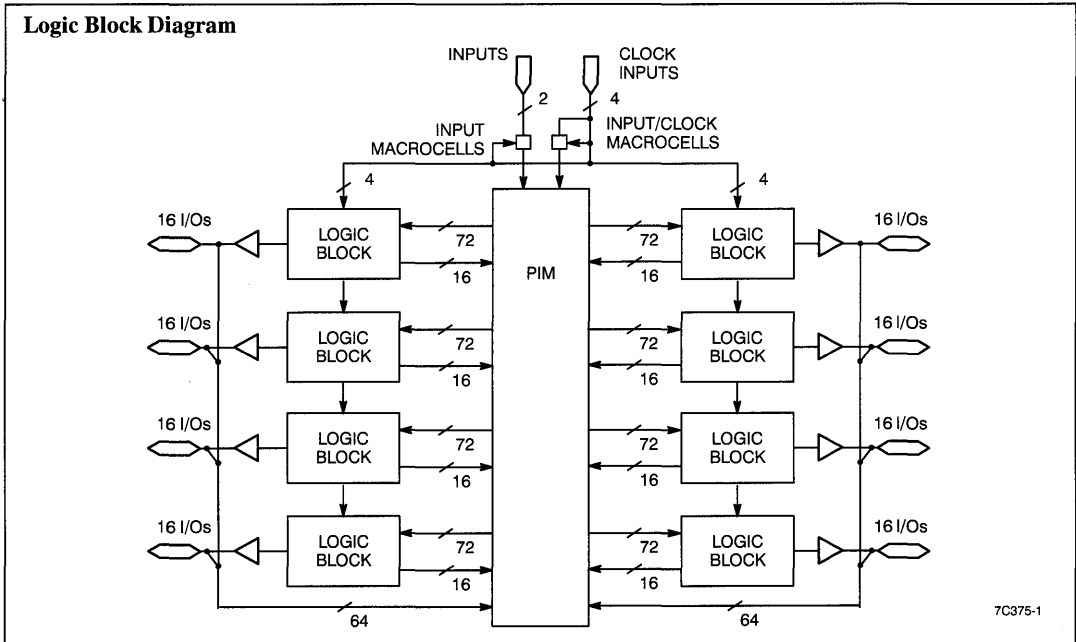 Logic Block Diagram
INPUTS
CLOCK
INPUTS
2
4
INPUT
MACROCELLS
INPUT/CLOCK
MACROCELLS
4
4
16 I/Os
LOGIC
BLOCK
72
16
PIM
72
16
LOGIC
BLOCK
16 I/Os
16 I/Os
LOGIC
BLOCK
72
16
72
16
LOGIC
BLOCK
16 I/Os
16 I/Os
LOGIC
BLOCK
72
16
72
16
LOGIC
BLOCK
16 I/Os
16 I/Os
LOGIC
BLOCK
72
16
72
16
LOGIC
BLOCK
16 I/Os
64
64
7C375-1